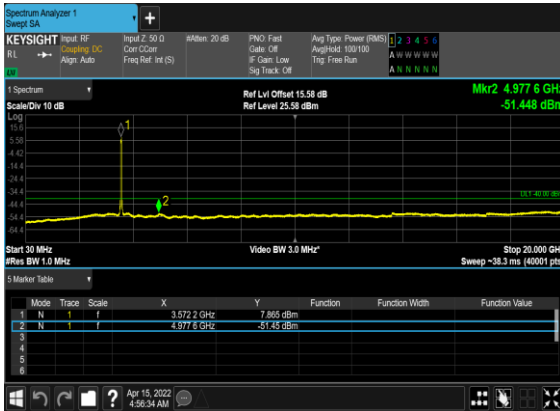 Spectrum Analyzer 1
Swept SA
KEYSIGHT Input: RF Input Z: 50 Ω #Atten: 20 dB PNO: Fast Avg Type: Power (RMS) 1 2 3 4 5 6
RL Coupling: DC Corr CCorr Gate: Off Avg|Hold: 100/100 A W W W W W
Align: Auto Freq Ref: Int (S) IF Gain: Low Trig: Free Run
Sig Track: Off A N N N N N
1 Spectrum Ref Lvl Offset 15.58 dB Mkr2 4.977 6 GHz
Scale/Div 10 dB Ref Level 25.58 dBm -51.448 dBm
Log
15.6
5.58
-4.42
-14.4
-24.4
-34.4
-44.4
-54.4
-64.4
1
2
DL1 -40.00 dBm
Start 30 MHz Video BW 3.0 MHz* Stop 20.000 GHz
#Res BW 1.0 MHz Sweep ~38.3 ms (40001 pts)
5 Marker Table
Mode Trace Scale X Y Function Function Width Function Value
1 N 1 f 3.572 2 GHz 7.865 dBm
2 N 1 f 4.977 6 GHz -51.45 dBm
3
4
5
6
? Apr 15, 2022
4:56:34 AM